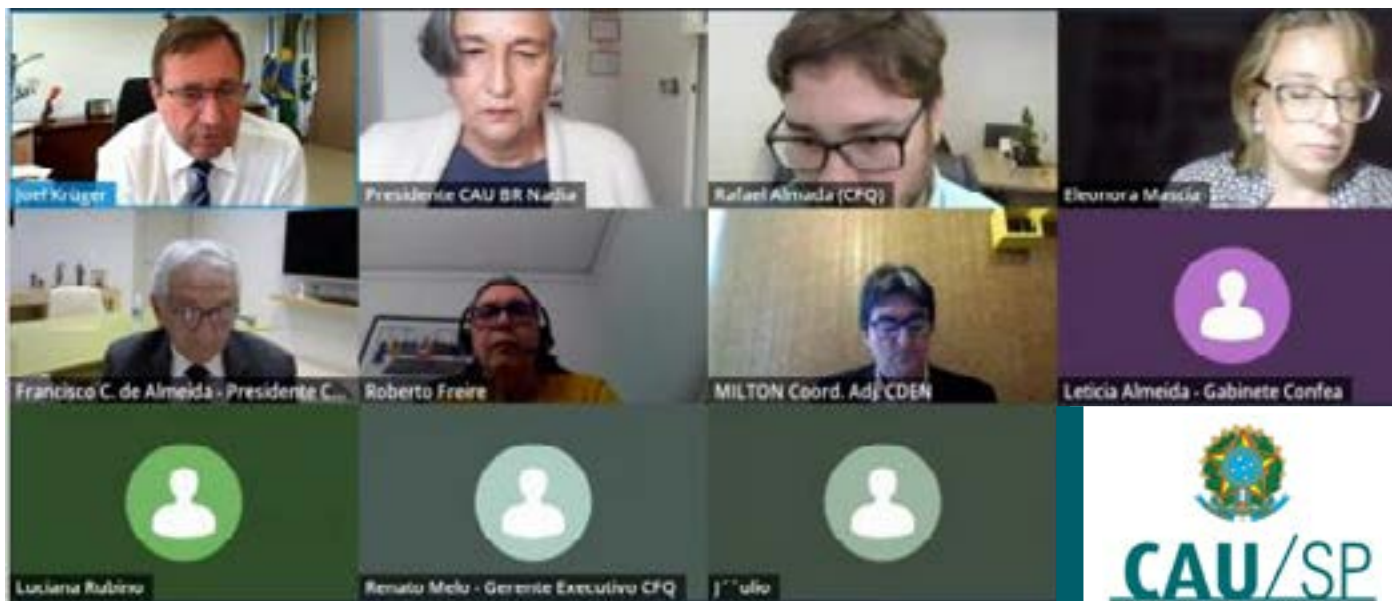 Joel Krüger
Presidente CAU BR Nadia
Rafael Almada (CFQ)
Eleonora Mascia
Francisco C. de Almeida - Presidente C...
Roberto Freire
MILTON Coord. Adj CDEN
Leticia Almeida - Gabinete Confea
Luciana Rubino
Renato Melo - Gerente Executivo CFQ
J´´ulio
CAU/SP